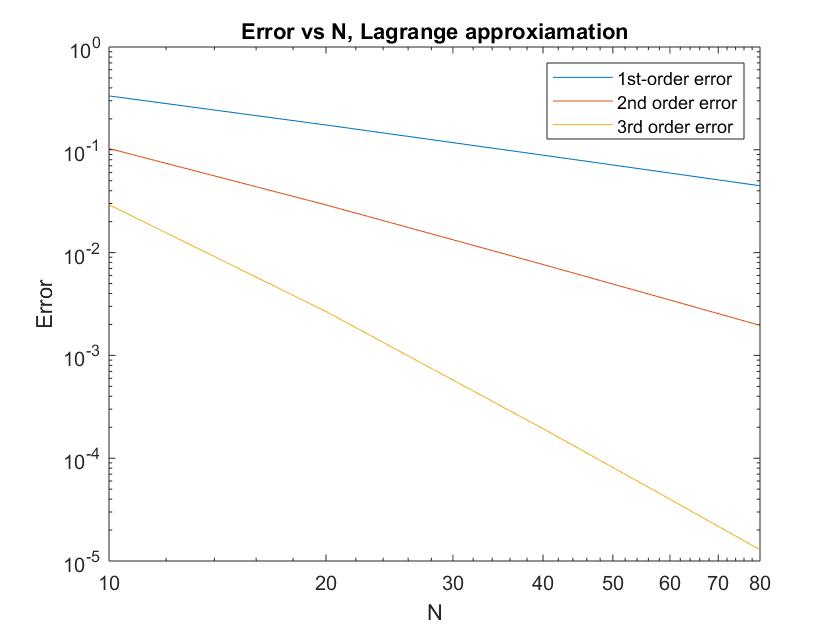 Error vs N, Lagrange approxiamation
1st-order error
2nd order error
3rd order error
10^0
10^-1
10^-2
10^-3
10^-4
10^-5
Error
10 20 30 40 50 60 70 80
N